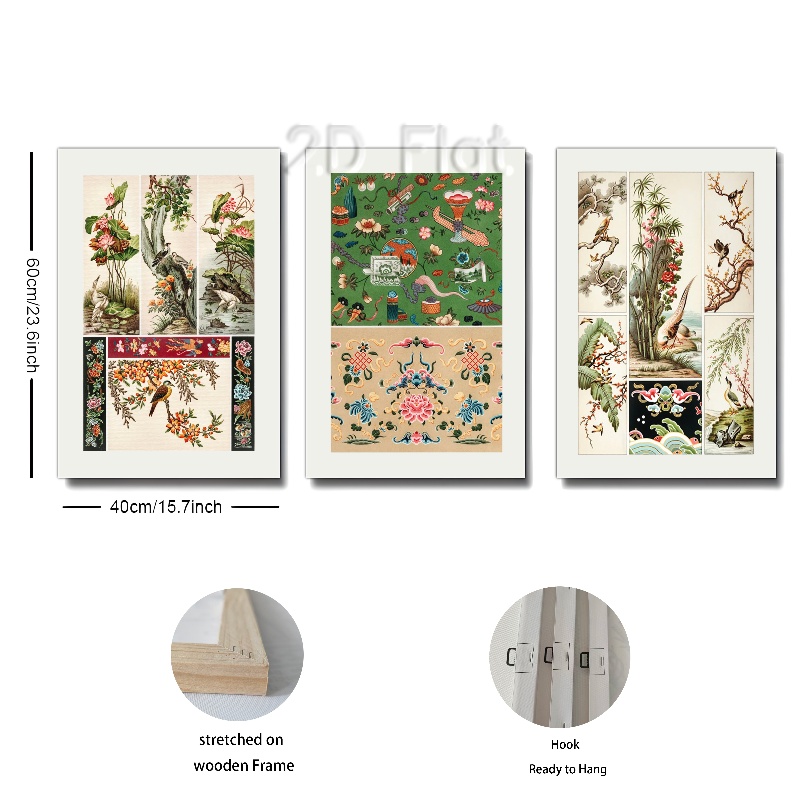 2D Flat
60cm/23.6inch
40cm/15.7inch
stretched on
wooden Frame
Hook
Ready to Hang